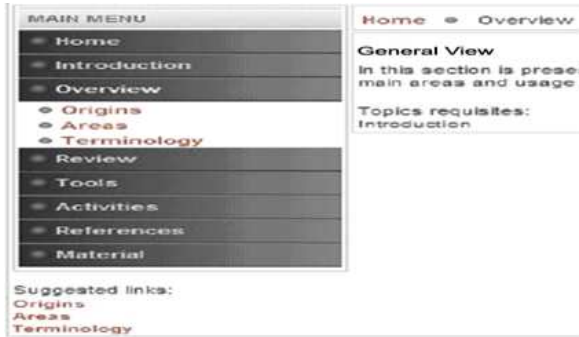 MAIN MENU
Home
Introduction
Overview
Origins
Areas
Terminology
Review
Tools
Activities
References
Material
Suggested links:
Origins
Areas
Terminology
Home Overview
General View
In this section is prese
main areas and usage
Topics requisites:
Introduction